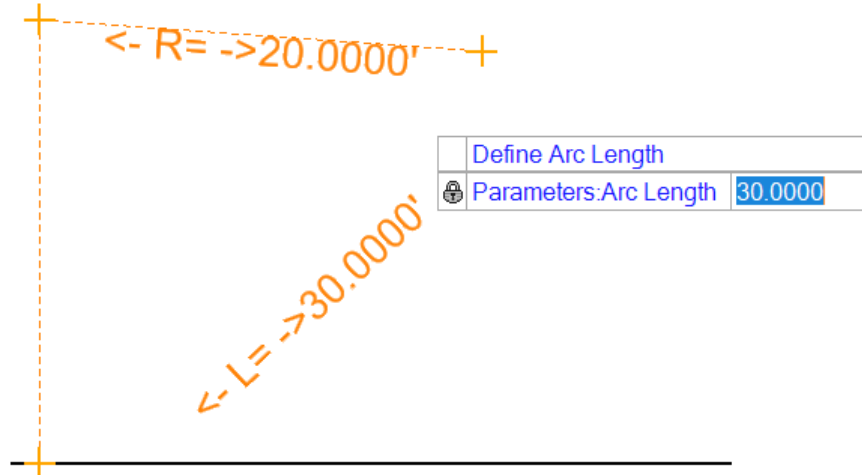 <- R= ->20.0000'
Define Arc Length
Parameters:Arc Length 30.0000
<- L= ->30.0000'